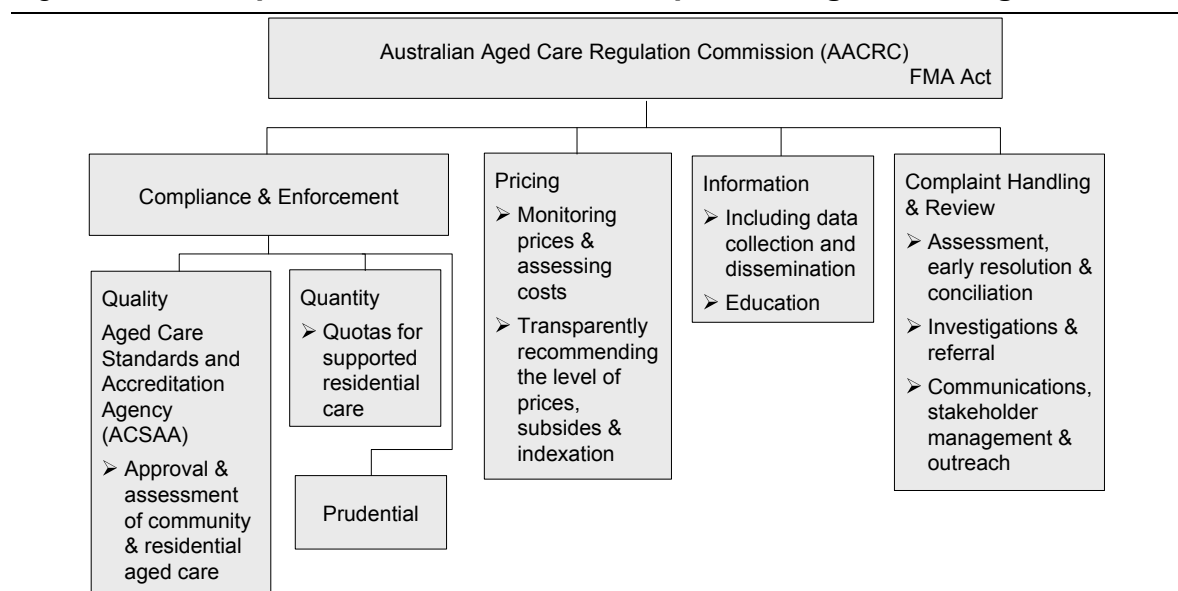 Australian Aged Care Regulation Commission (AACRC)
FMA Act
Compliance & Enforcement
Quality
Aged Care
Standards and
Accreditation
Agency
(ACSAA)
➢ Approval &
assessment
of community
& residential
aged care
Quantity
➢ Quotas for
supported
residential
care
Prudential
Pricing
➢ Monitoring
prices &
assessing
costs
➢ Transparently
recommending
the level of
prices,
subsides &
indexation
Information
➢ Including data
collection and
dissemination
➢ Education
Complaint Handling
& Review
➢ Assessment,
early resolution &
conciliation
➢ Investigations &
referral
➢ Communications,
stakeholder
management &
outreach